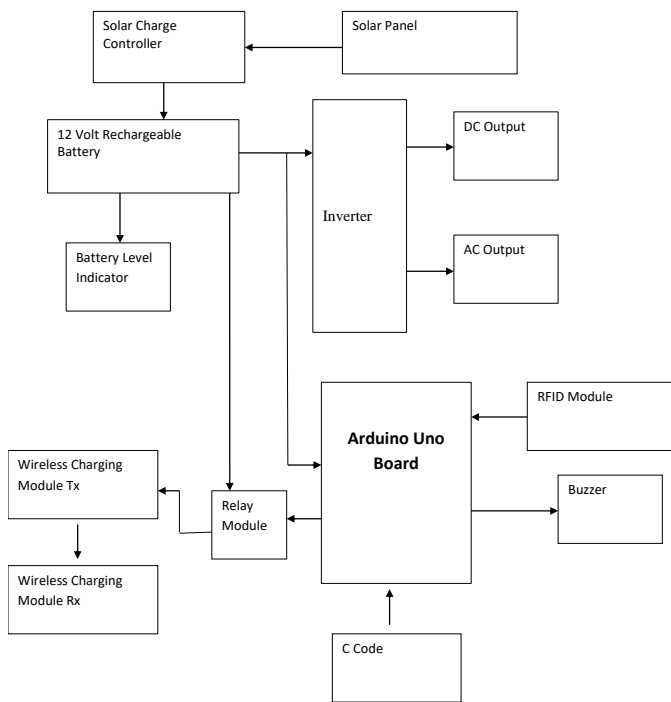 Solar Charge
Controller
Solar Panel
12 Volt Rechargeable
Battery
DC Output
Inverter
Battery Level
Indicator
AC Output
RFID Module
Arduino Uno
Board
Wireless Charging
Module Tx
Relay
Module
Buzzer
Wireless Charging
Module Rx
C Code